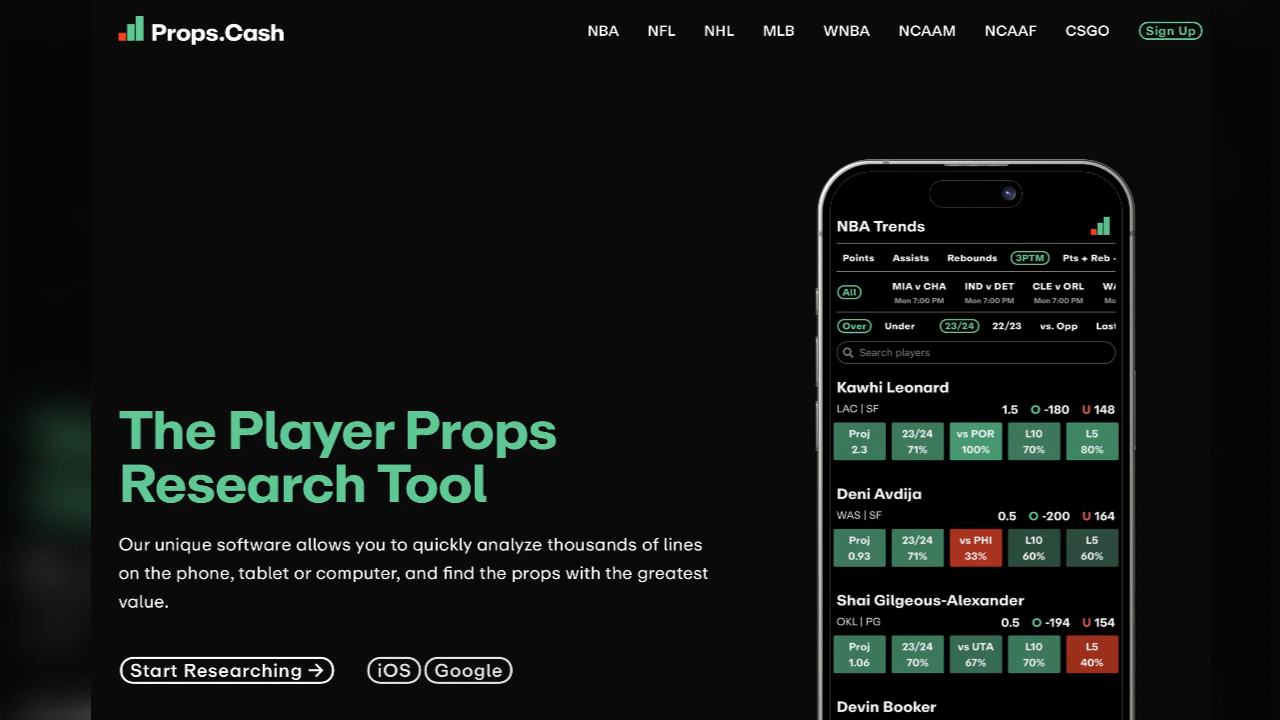 Props.Cash
NBA NFL NHL MLB WNBA NCAAM NCAAF CSGO Sign Up
The Player Props
Research Tool
Our unique software allows you to quickly analyze thousands of lines
on the phone, tablet or computer, and find the props with the greatest
value.
Start Researching →
iOS Google
NBA Trends
Points Assists Rebounds 3PTM Pts + Reb -
All MIA v CHA IND v DET CLE v ORL
Mon 7:00 PM Mon 7:00 PM Mon 7:00 PM Mo
Over Under 23/24 22/23 vs. Opp Last
Search players
Kawhi Leonard
LAC | SF 1.5 O -180 U 148
Proj 23/24 vs POR L10 L5
2.3 71% 100% 70% 80%
Deni Avdija
WAS | SF 0.5 O -200 U 164
Proj 23/24 vs PHI L10 L5
0.93 71% 33% 60% 60%
Shai Gilgeous-Alexander
OKL | PG 0.5 O -194 U 154
Proj 23/24 vs UTA L10 L5
1.06 70% 67% 70% 40%
Devin Booker